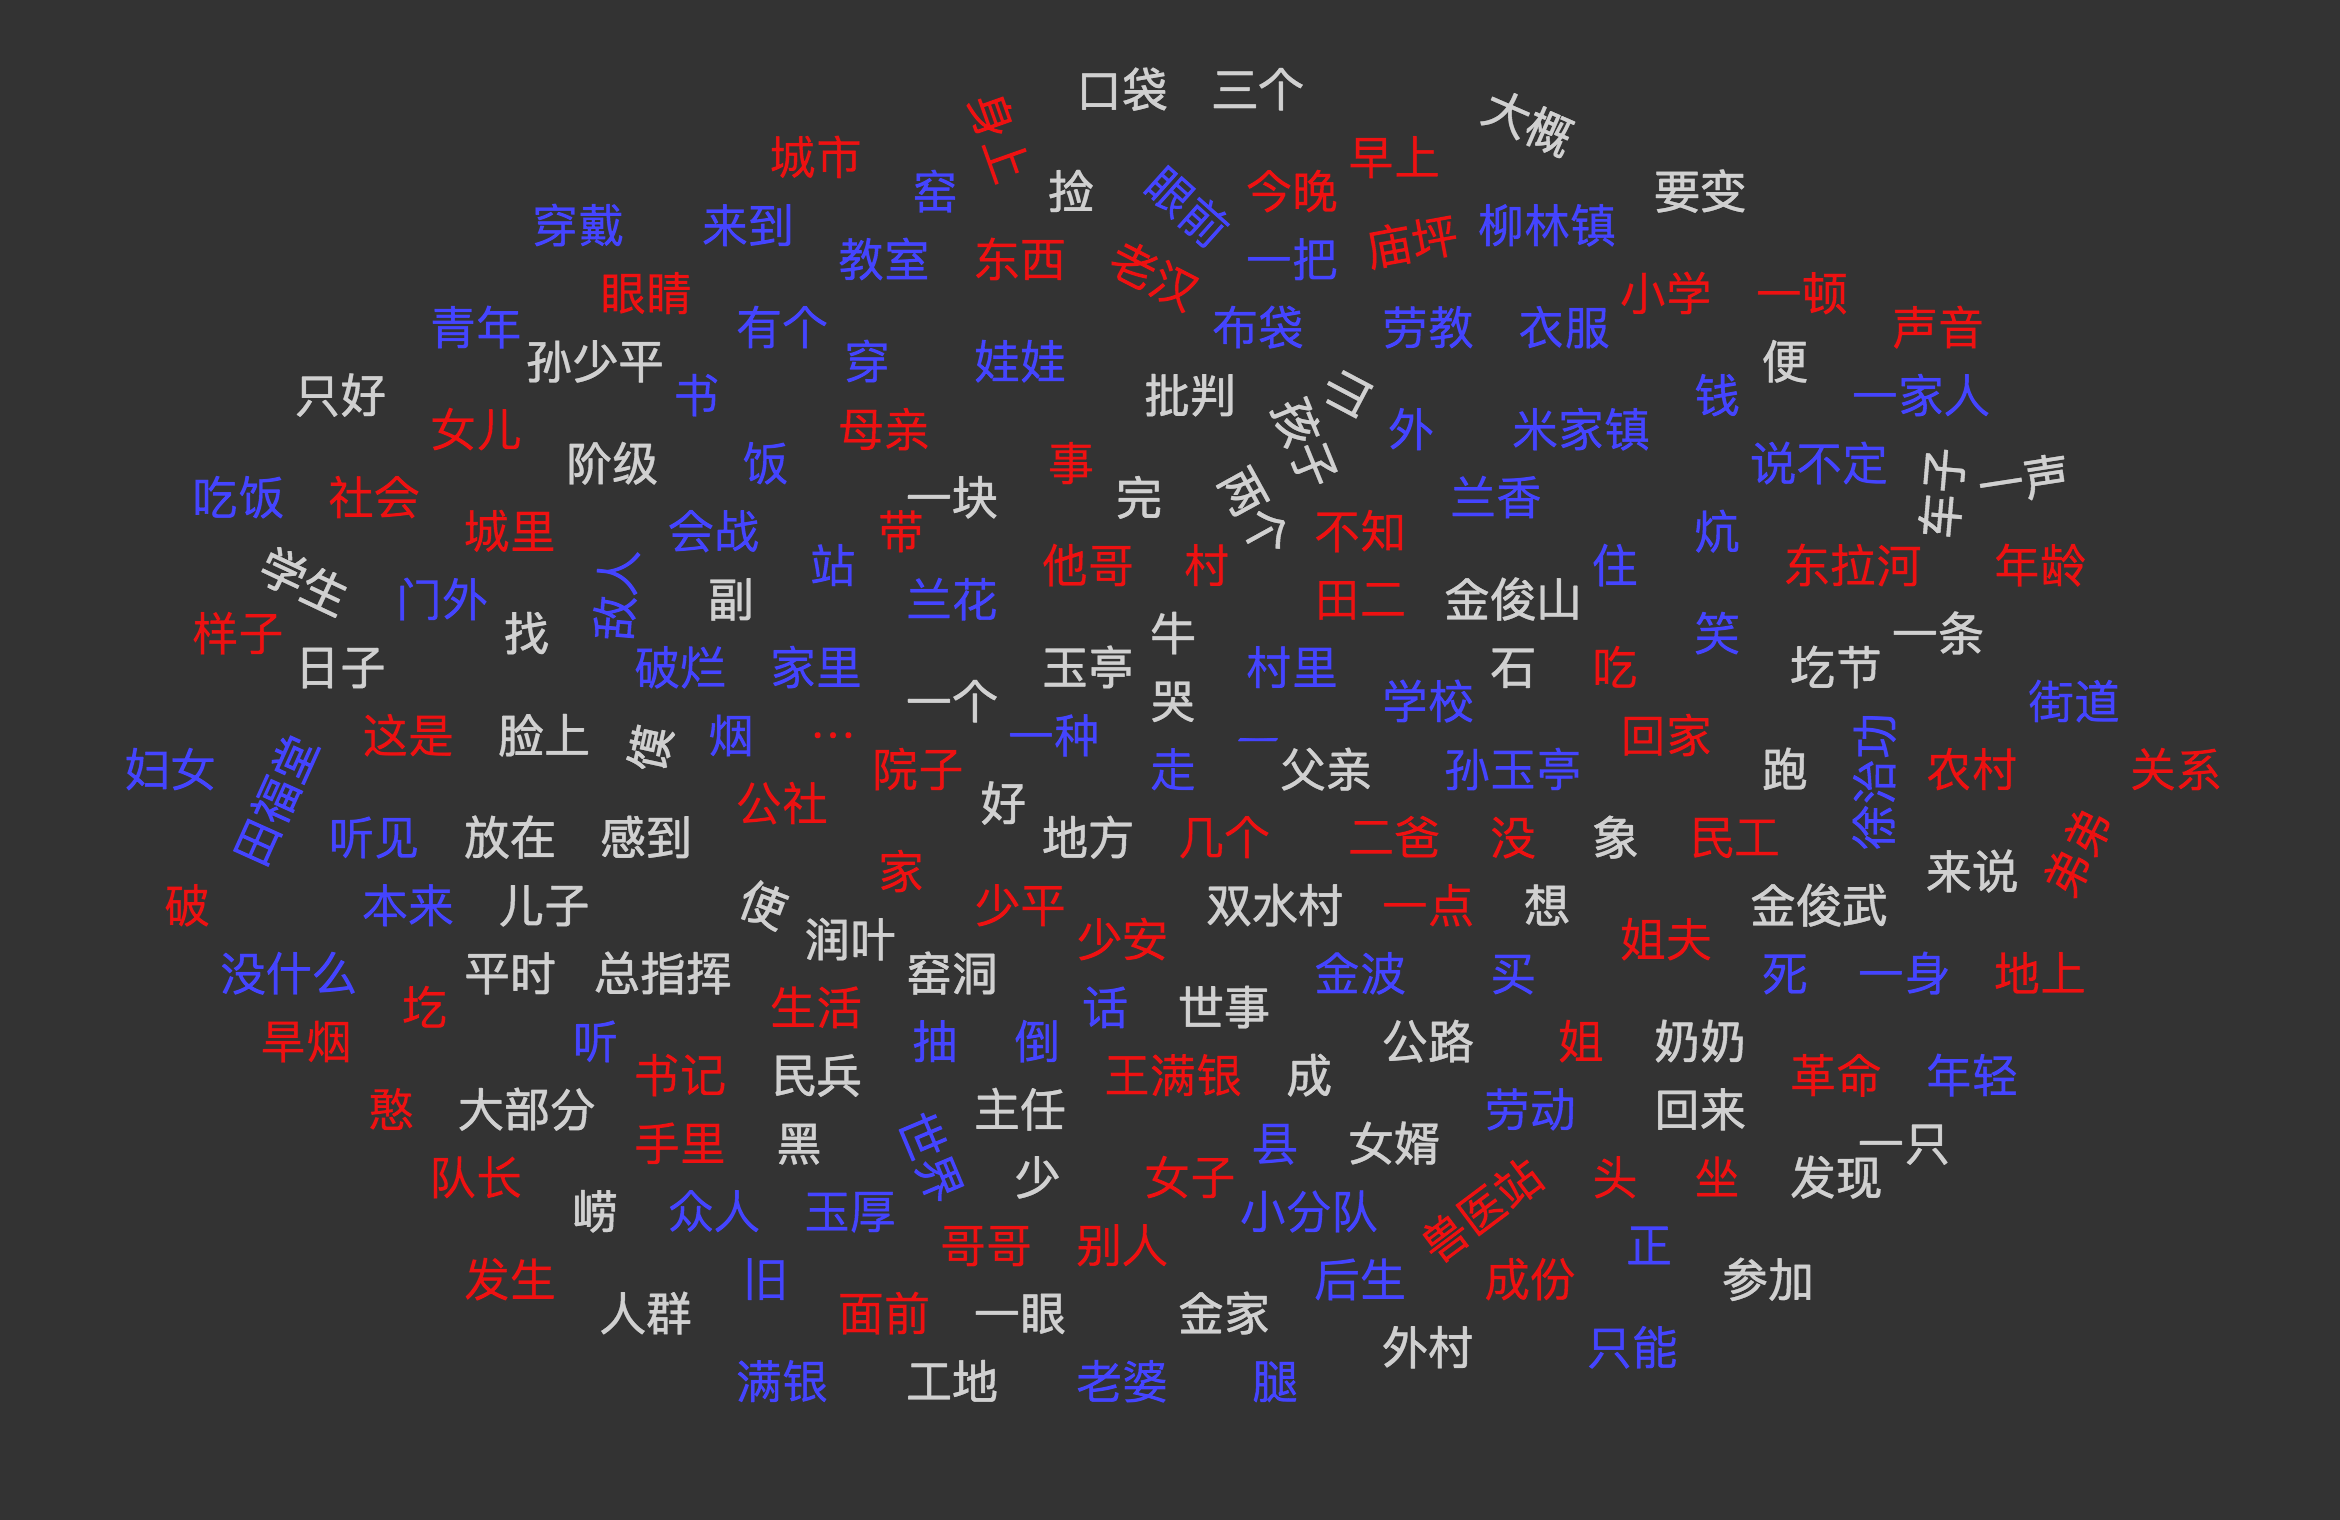 口袋 三个
身上 大概
城市 早上
窑 捡 眼前 今晚 要变
穿戴 来到 柳林镇
教室 东西 老汉 一把 庙坪
眼睛 小学 一顿
青年 有个 布袋 劳教 衣服 声音
孙少平 穿 娃娃 便
只好 书 批判 山 钱 一家人
女儿 母亲 孩子 外 米家镇
阶级 饭 事 说不定
吃饭 社会 一块 完 两个 兰香 车子 一声
城里 会战 带 不知 炕
学生 站 他哥 村 住 东拉河 年龄
门外 敌人 副 兰花 田二 金俊山
样子 找 牛 笑 一条
日子 破烂 家里 玉亭 村里 石 吃 圪节
一个 哭 学校 街道
这是 脸上 馍 烟 … 一种 一 回家
妇女 院子 走 父亲 孙玉亭 跑 徐治功 农村 关系
田福堂 公社 好
听见 放在 感到 地方 几个 二爸 没 象 民工 弟弟
家 来说
破 本来 儿子 使 少平 双水村 一点 想 金俊武
润叶 少安 姐夫
没什么 平时 总指挥 窑洞 金波 买 死 一身 地上
圪 生活 话 世事
旱烟 听 抽 倒 公路 姐 奶奶
书记 民兵 王满银 成 革命 年轻
憨 大部分 主任 劳动 回来
手里 黑 世界 县 女婿 一只
队长 少 女子 头 坐 发现
崂 众人 玉厚 小分队 兽医站
哥哥 别人 正
发生 旧 后生 成份 参加
人群 面前 一眼 金家
外村 只能
满银 工地 老婆 腿